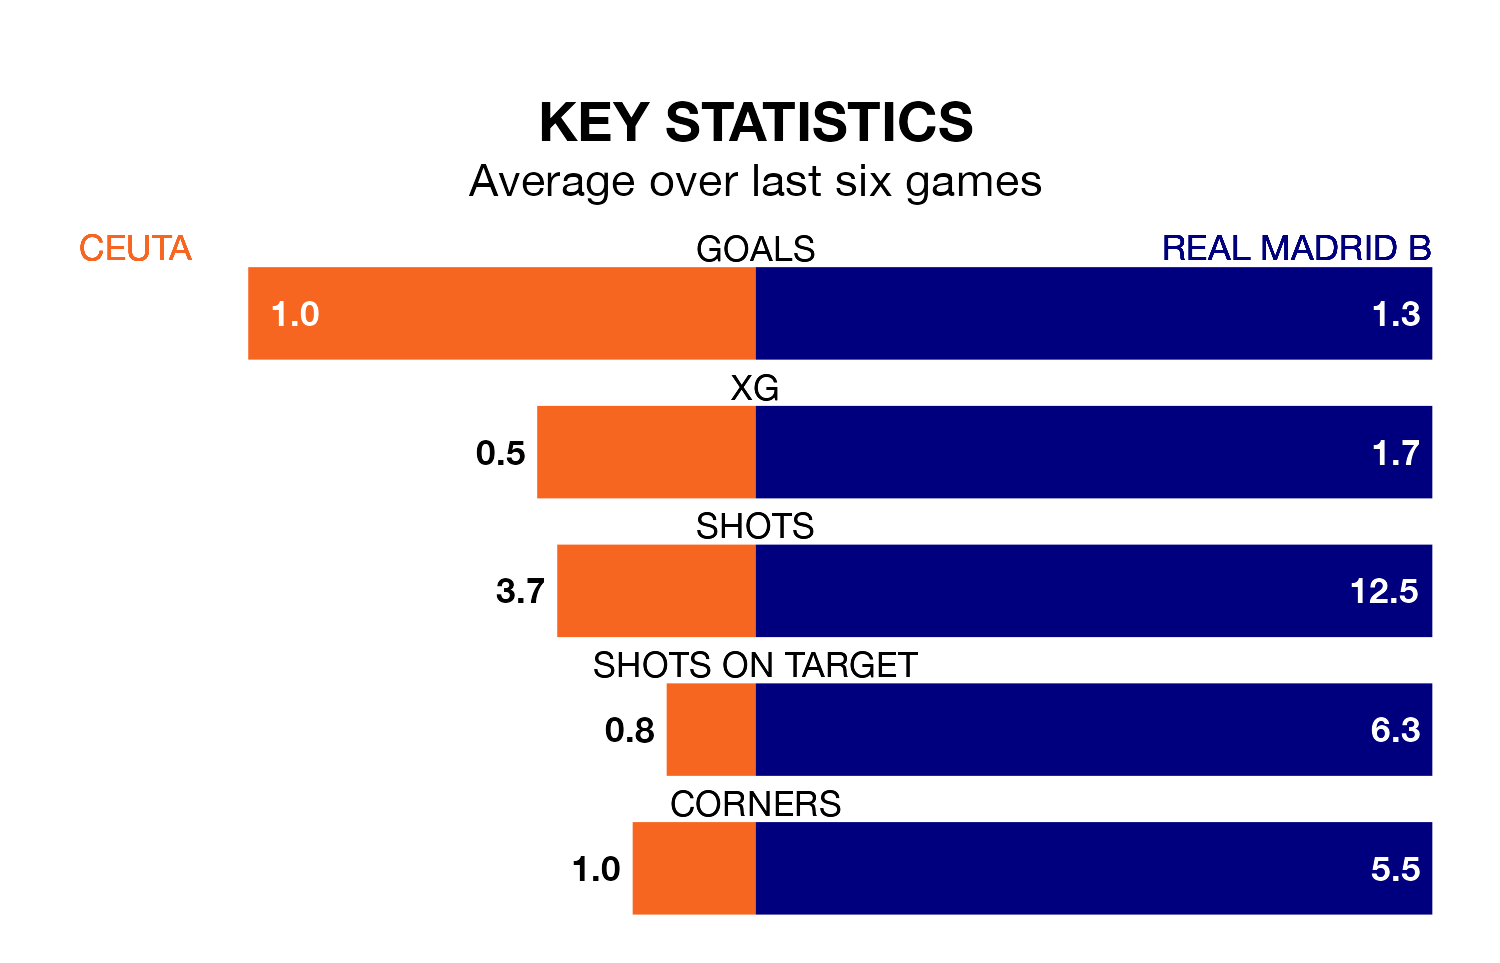 KEY STATISTICS
Average over last six games
CEUTA GOALS REAL MADRID B
1.0 1.3
XG
0.5 1.7
SHOTS
3.7 12.5
SHOTS ON TARGET
0.8 6.3
CORNERS
1.0 5.5